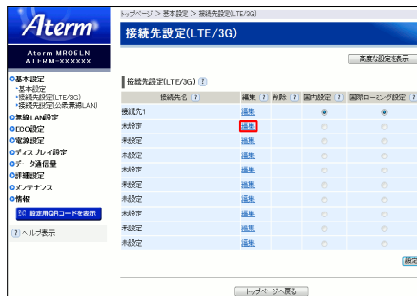 トップページ > 基本設定 > 接続先設定(LTE/3G)
Aterm
接続先設定(LTE/3G)
Aterm MR05LN
ATERM-XXXXXX
高度な設定を表示
基本設定
・基本設定
・接続先設定(LTE/3G)
・接続先設定(公衆無線LAN)
無線LAN設定
ECO設定
電源設定
ディスプレイ設定
データ通信量
詳細設定
メンテナンス
情報
設定用QRコードを表示
? ヘルプ表示
接続先設定(LTE/3G) ?
接続先名 ? 編集 ? 削除 ? 国内設定 ? 国際ローミング設定 ?
接続先1 編集
未設定 編集
未設定 編集
未設定 編集
未設定 編集
未設定 編集
未設定 編集
未設定 編集
未設定 編集
未設定 編集
設定
トップページへ戻る